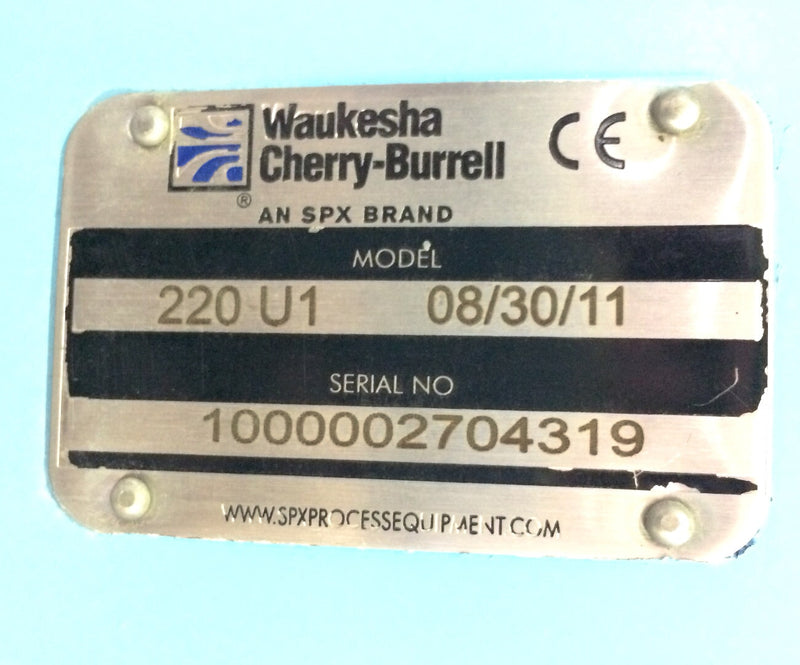 Waukesha
Cherry-Burrell
®
CE
AN SPX BRAND
MODEL
220 U1 08/30/11
SERIAL NO
1000002704319
WWW.SPXPROCESSEQUIPMENT.COM